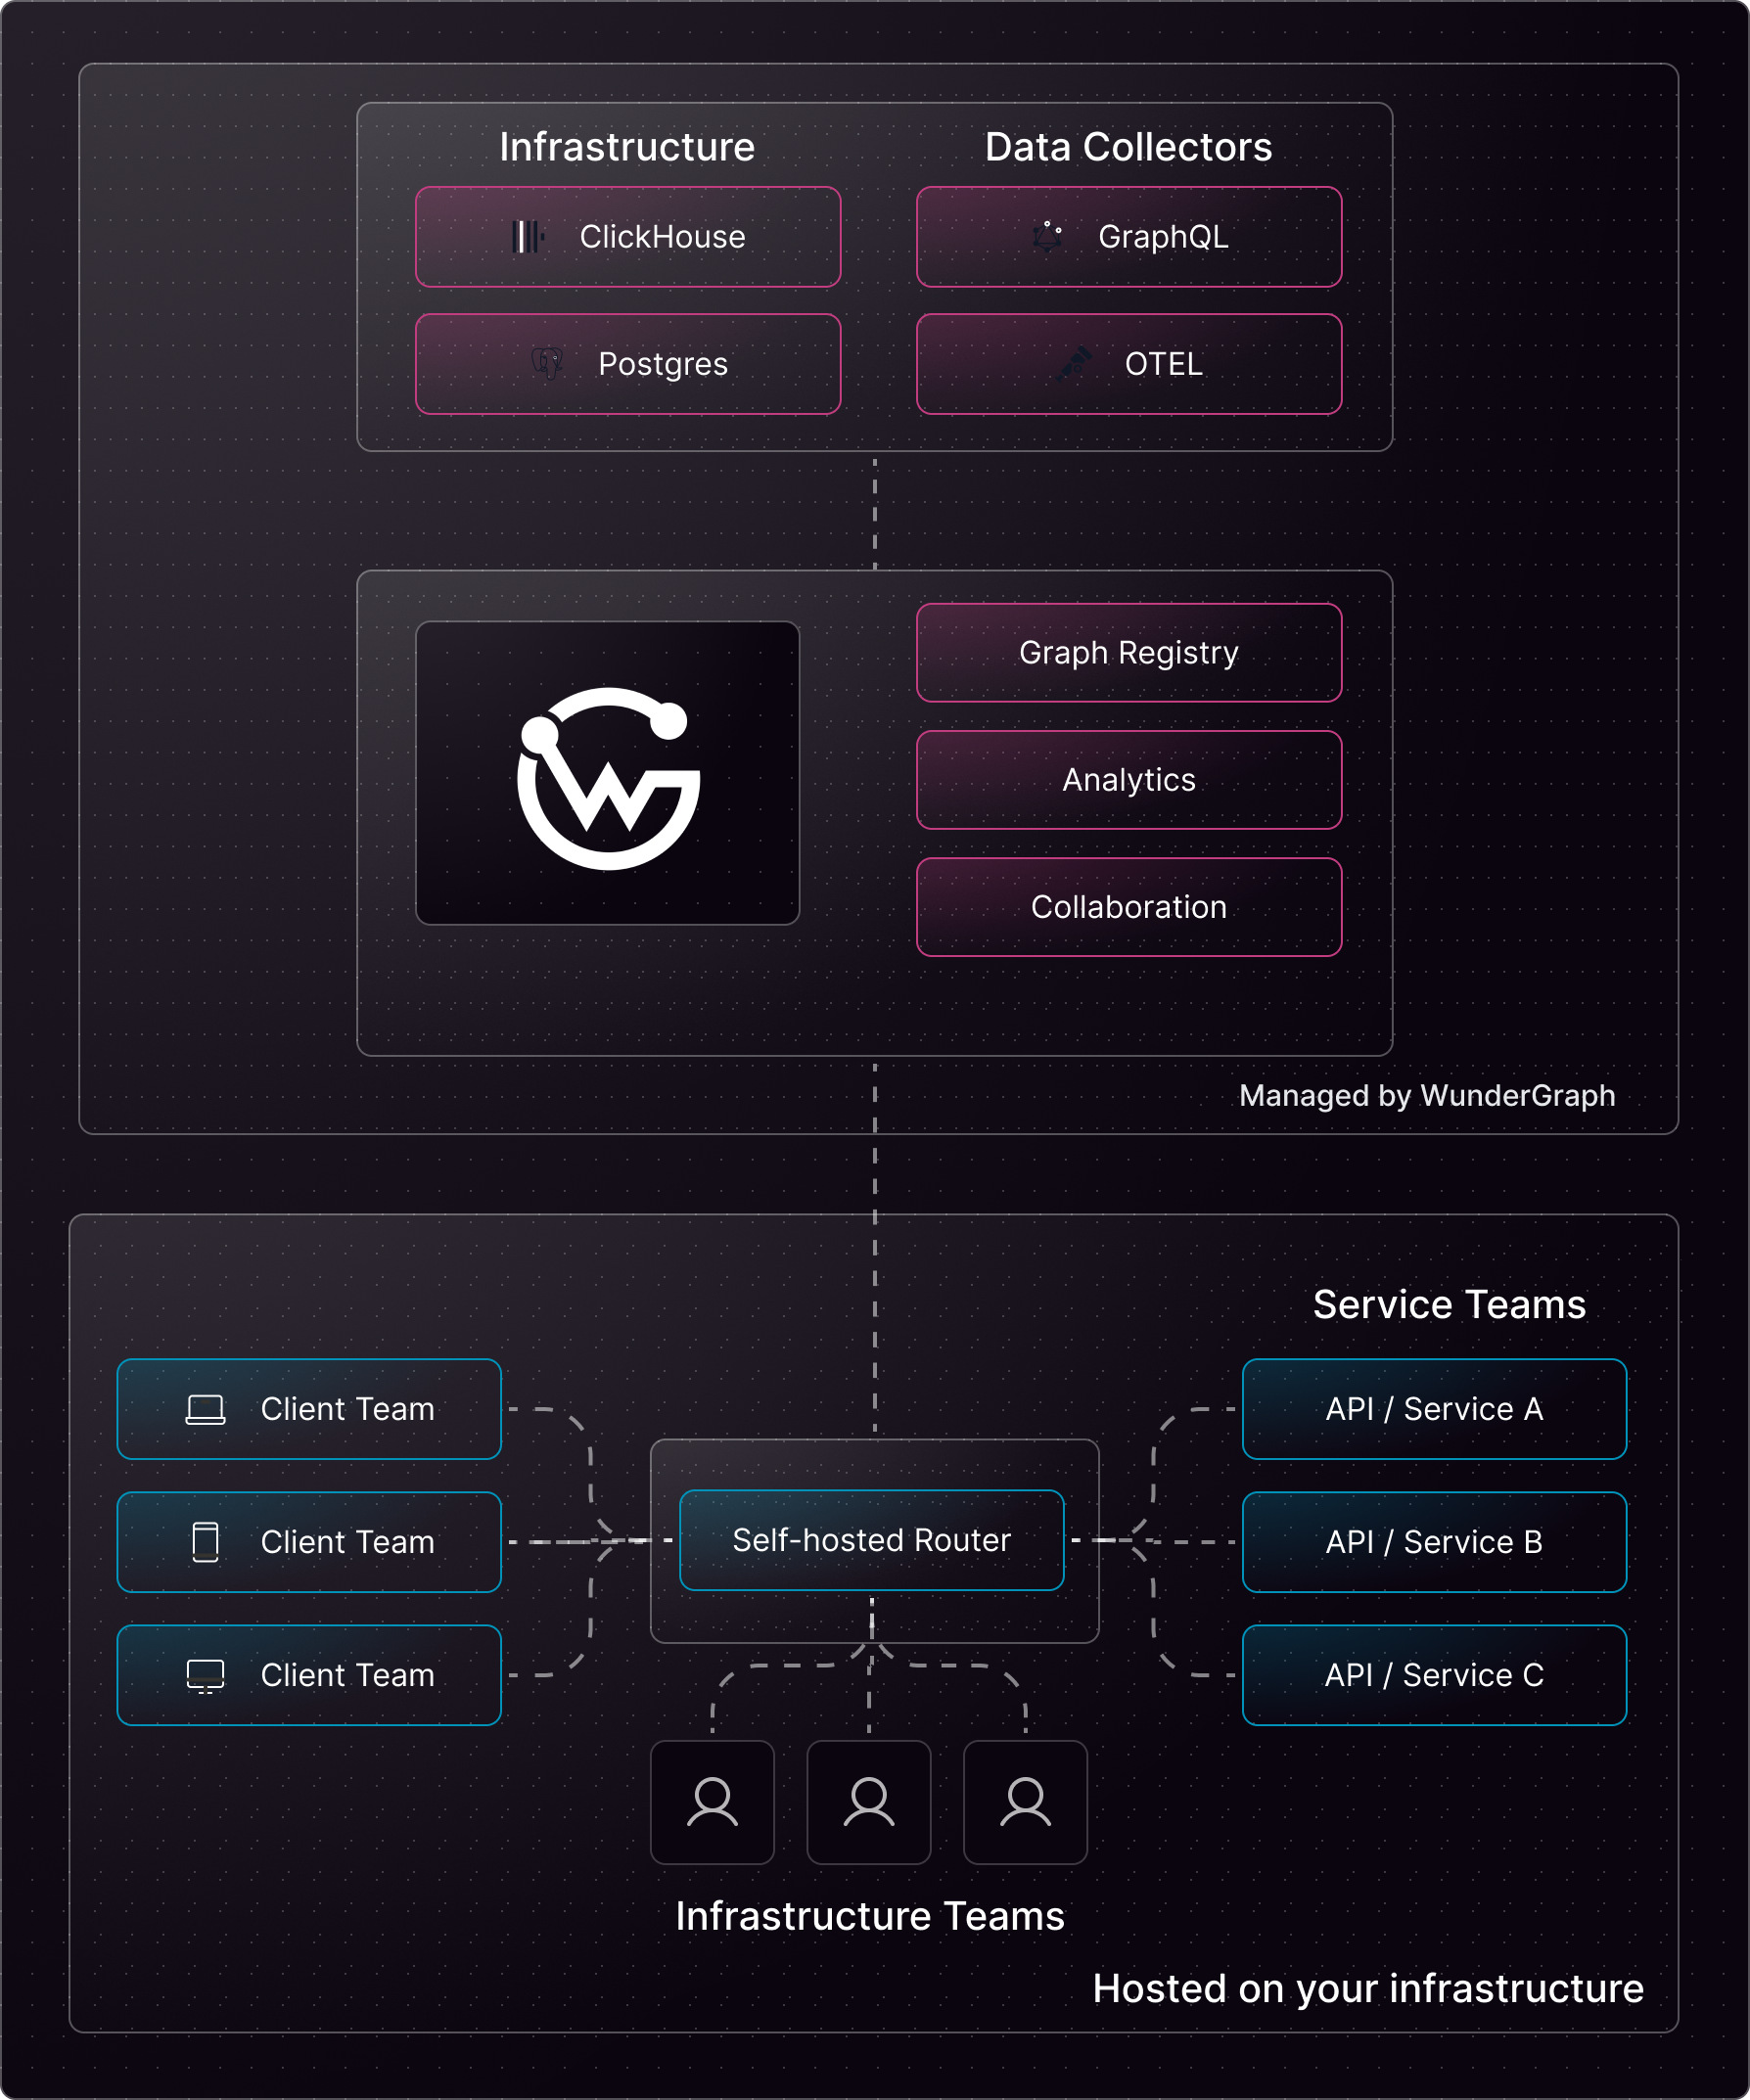 Infrastructure
Data Collectors
ClickHouse
GraphQL
Postgres
OTEL
Graph Registry
Analytics
Collaboration
Managed by WunderGraph
Service Teams
Client Team
API / Service A
Client Team
Self-hosted Router
API / Service B
Client Team
API / Service C
Infrastructure Teams
Hosted on your infrastructure